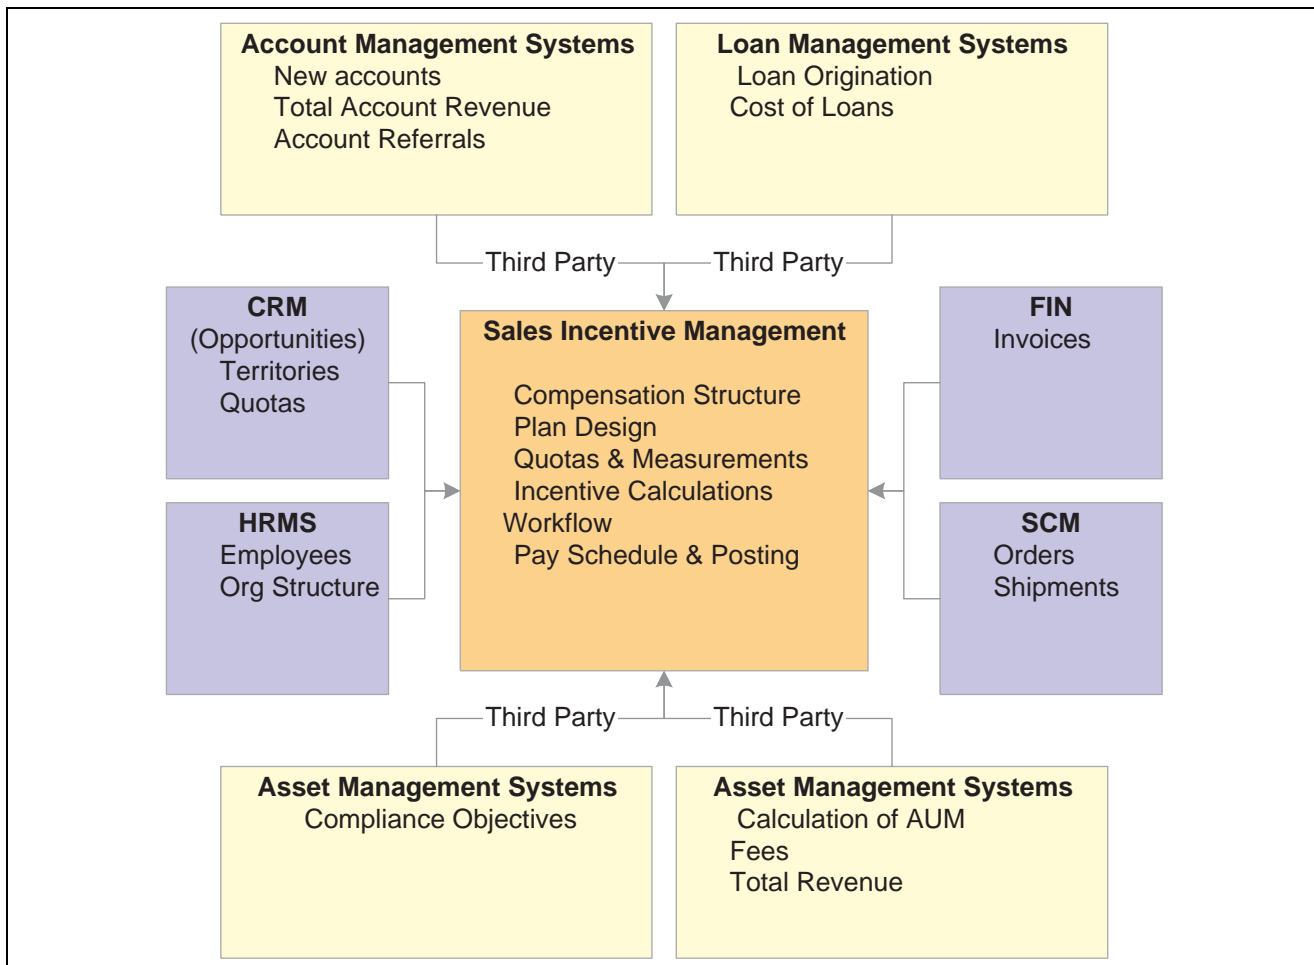 Account Management Systems
New accounts
Total Account Revenue
Account Referrals
Loan Management Systems
Loan Origination
Cost of Loans
Third Party
Third Party
CRM
(Opportunities)
Territories
Quotas
HRMS
Employees
Org Structure
Sales Incentive Management
Compensation Structure
Plan Design
Quotas & Measurements
Incentive Calculations
Workflow
Pay Schedule & Posting
FIN
Invoices
SCM
Orders
Shipments
Third Party
Third Party
Asset Management Systems
Compliance Objectives
Asset Management Systems
Calculation of AUM
Fees
Total Revenue